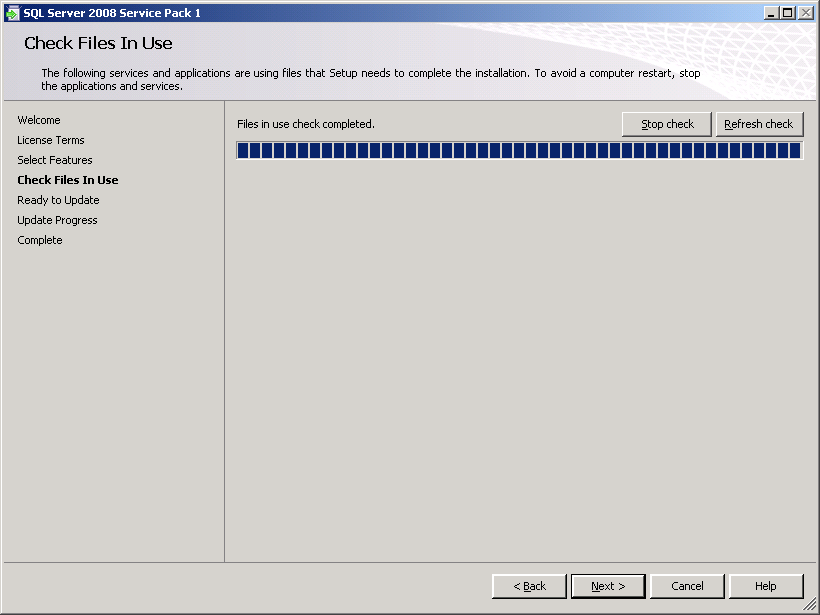 SQL Server 2008 Service Pack 1
Check Files In Use
The following services and applications are using files that Setup needs to complete the installation. To avoid a computer restart, stop
the applications and services.
Welcome
License Terms
Select Features
Check Files In Use
Ready to Update
Update Progress
Complete
Files in use check completed.
Stop check
Refresh check
< Back
Next >
Cancel
Help